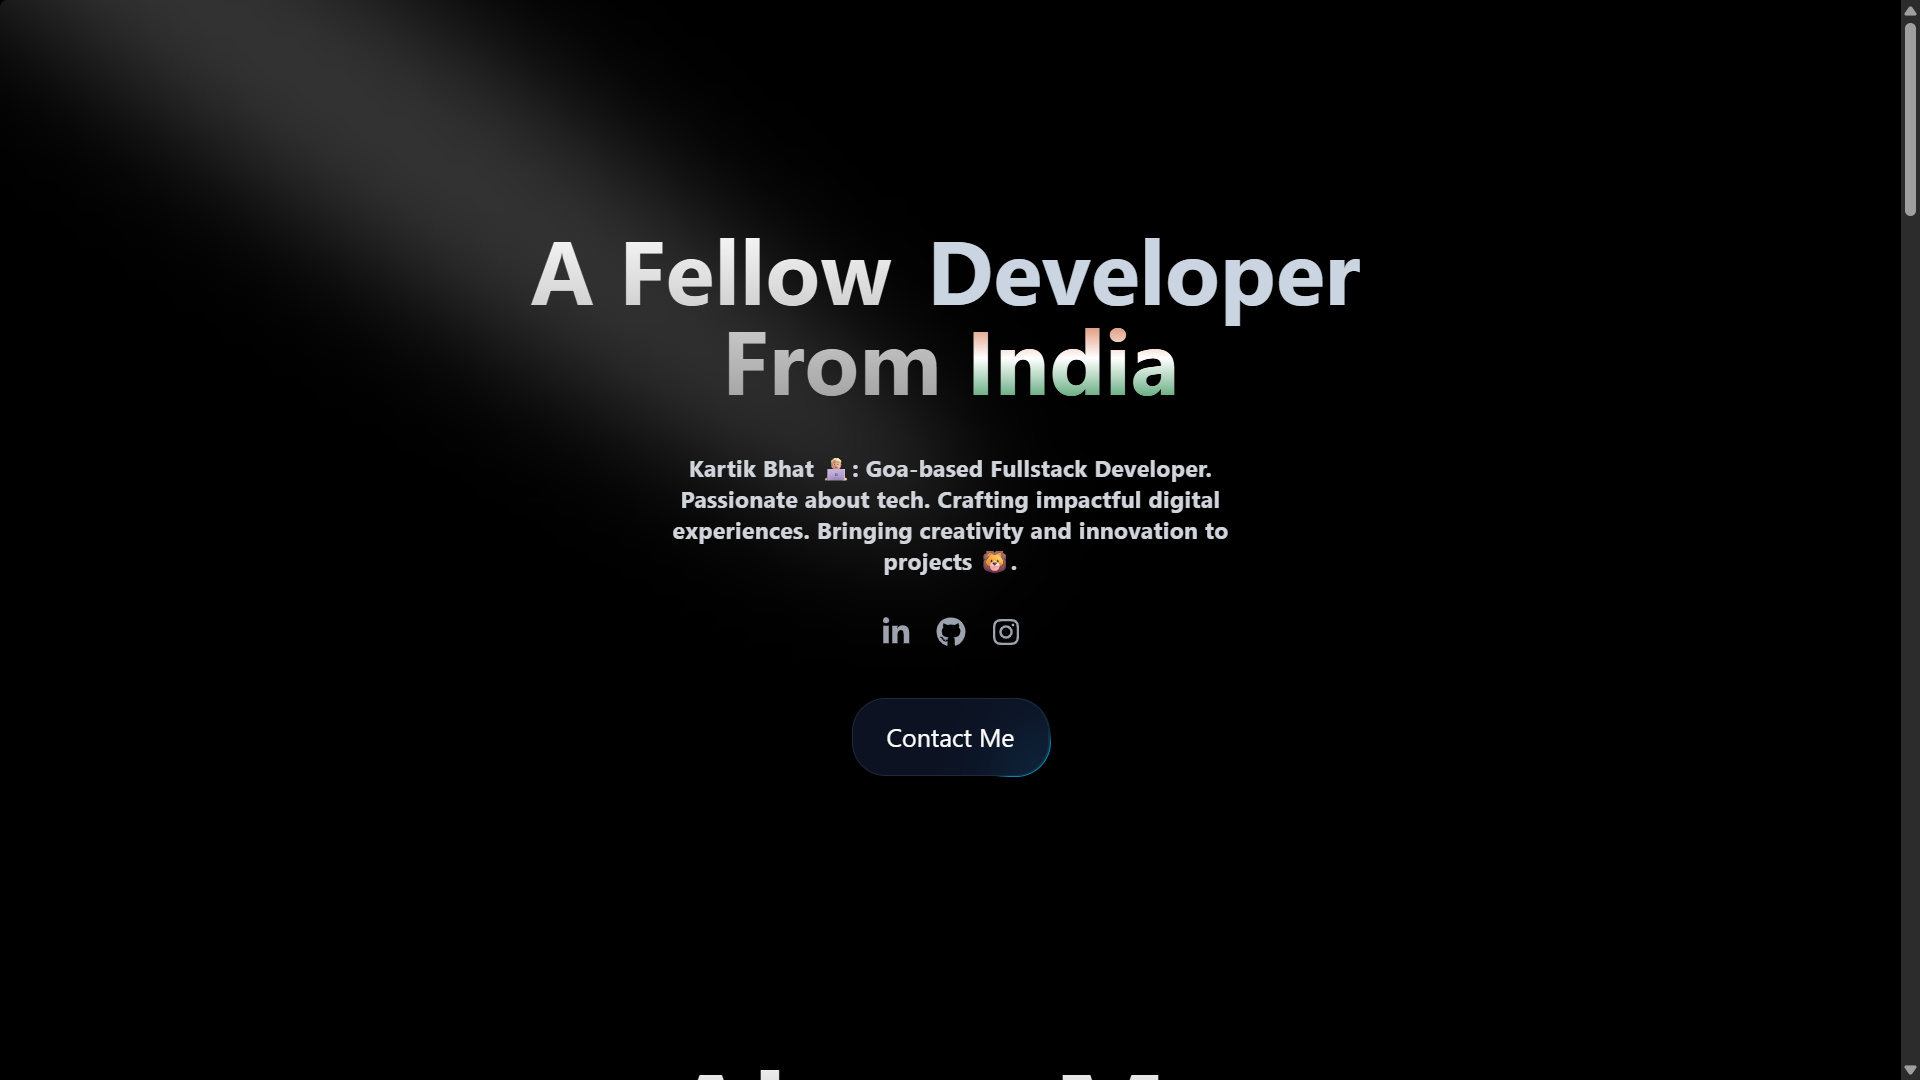 A Fellow Developer
From India
Kartik Bhat 🧑🏼‍💻: Goa-based Fullstack Developer.
Passionate about tech. Crafting impactful digital
experiences. Bringing creativity and innovation to
projects 🦁.
Contact Me